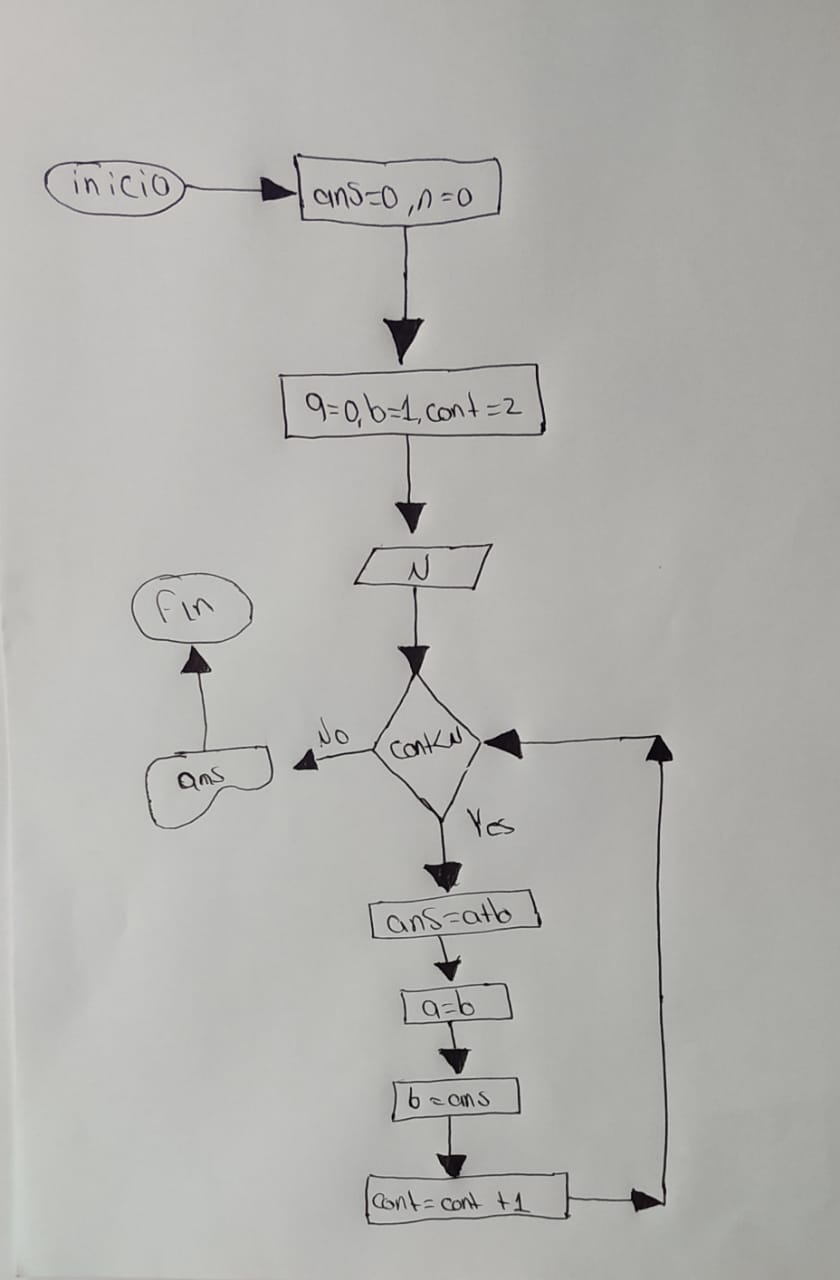 inicio
ans=0, n=0
a=0, b=1, cont=2
N
cont<N
No
ans
Fin
Yes
ans=a+b
a=b
b=ans
cont=cont+1